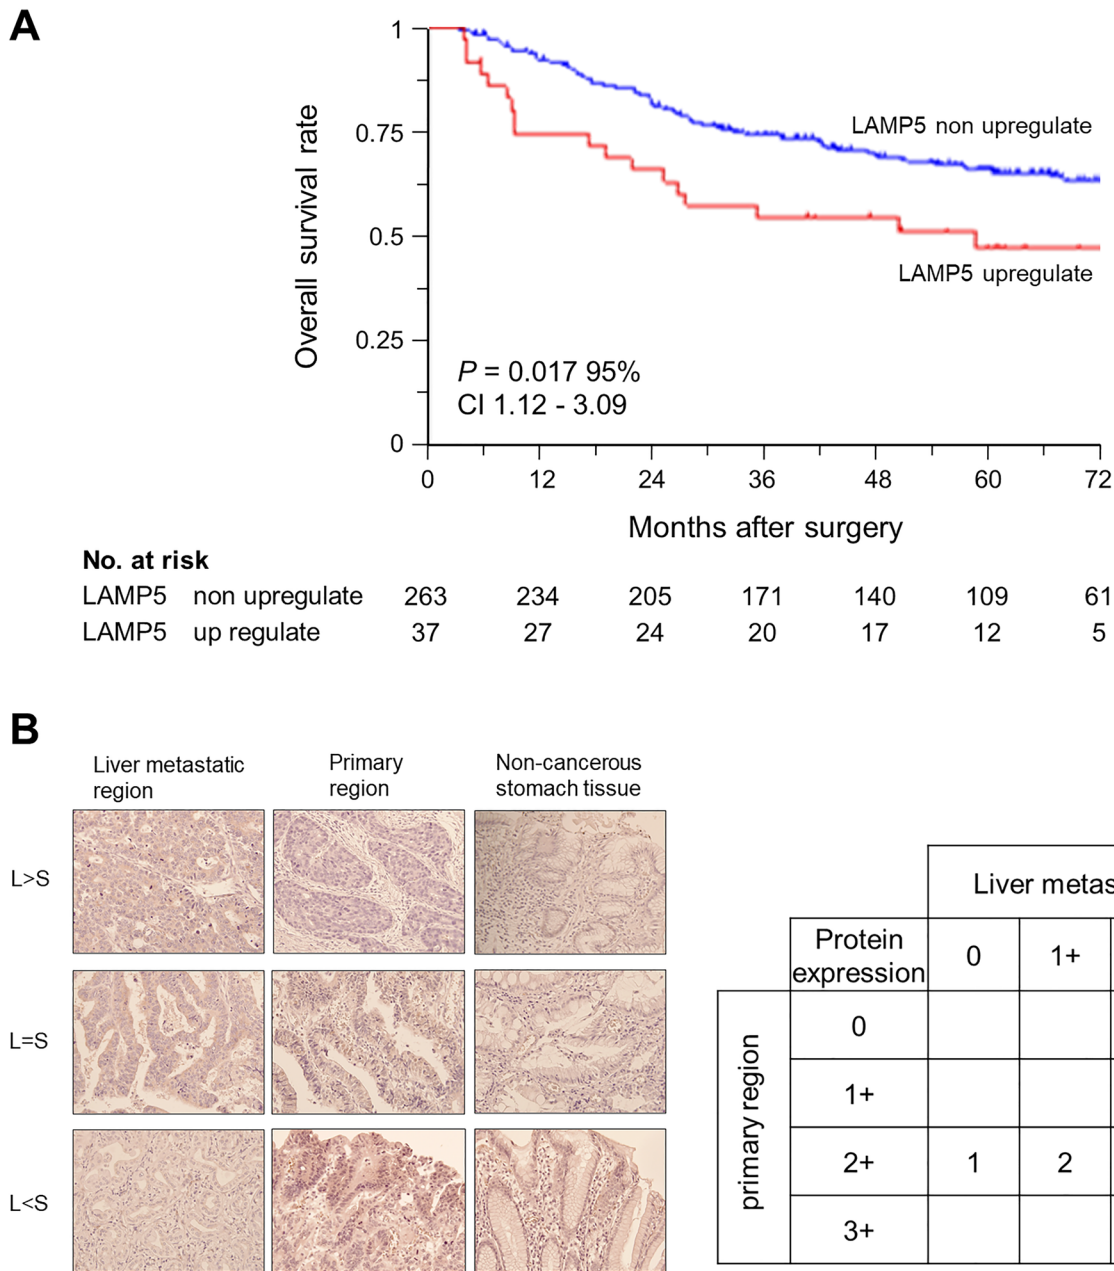 A
1
0.75
0.5
0.25
0
Overall survival rate
LAMP5 non upregulate
LAMP5 upregulate
P = 0.017 95%
CI 1.12 - 3.09
0 12 24 36 48 60 72
Months after surgery
No. at risk
LAMP5 non upregulate 263 234 205 171 140 109 61
LAMP5 up regulate 37 27 24 20 17 12 5
B
Liver metastatic
region
Primary
region
Non-cancerous
stomach tissue
L>S
L=S
L<S
Liver metas
Protein
expression
0 1+
primary region
0
1+
2+ 1 2
3+